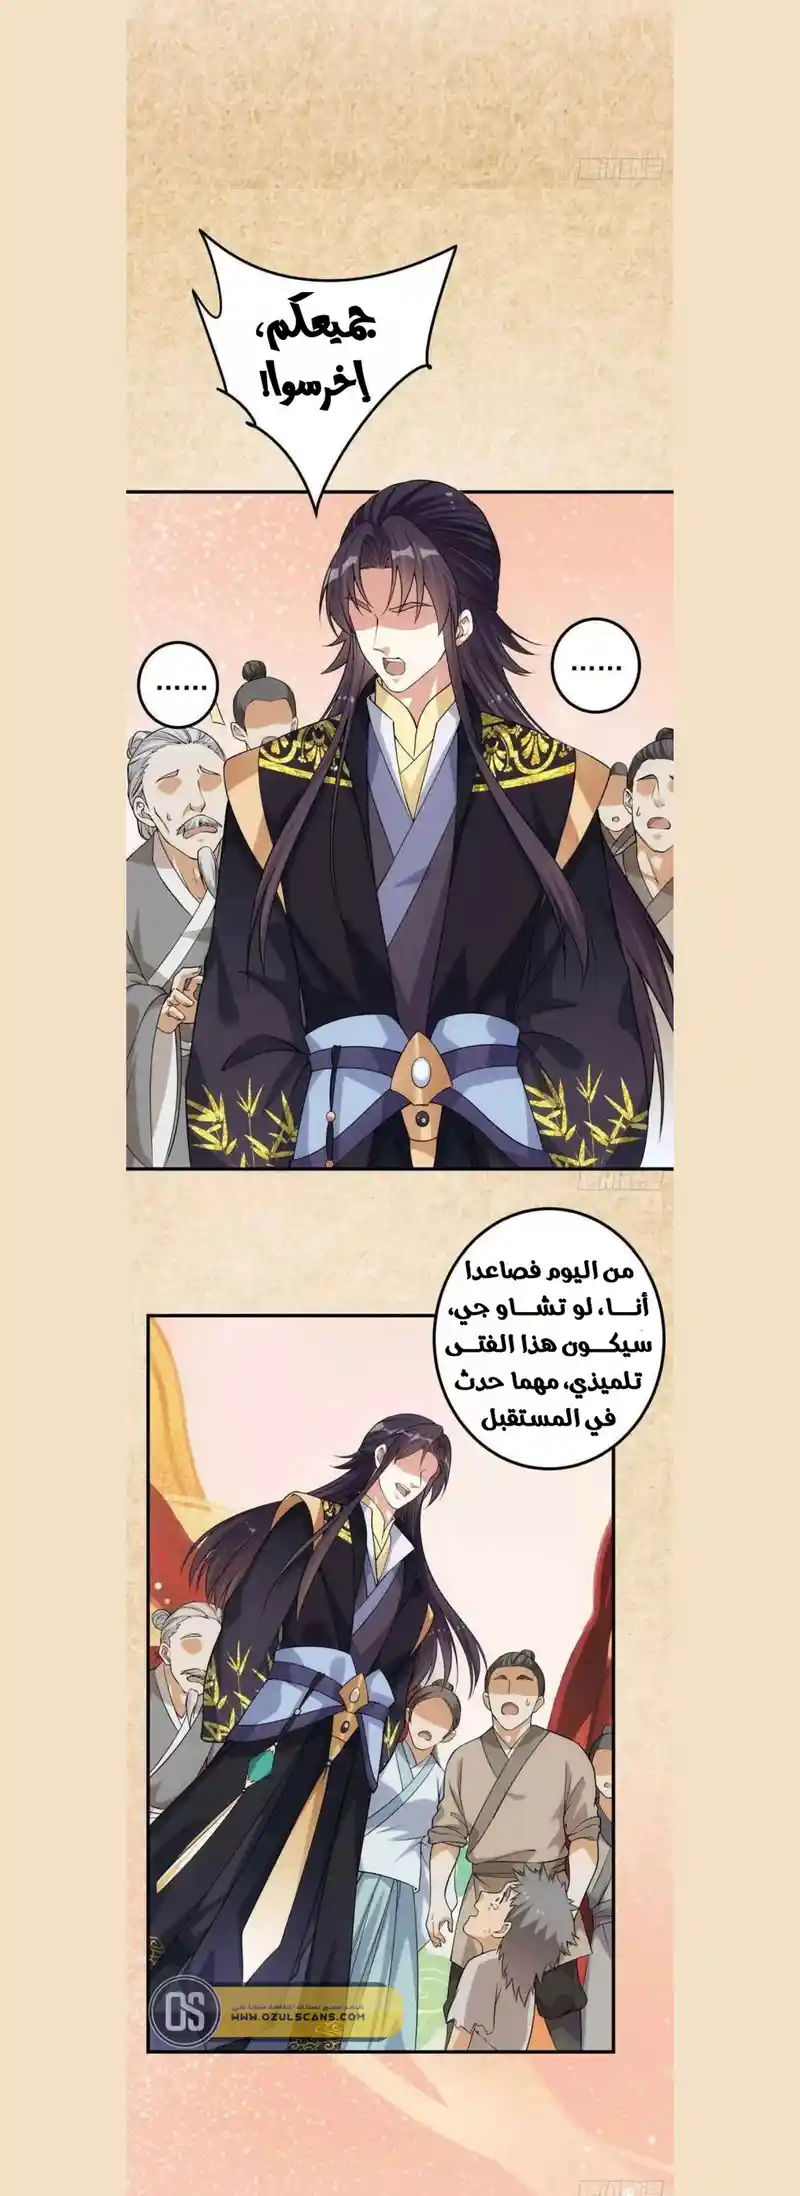 جميعكم،
إخرسوا!
......
......
من اليوم فصاعدا
أنــا، لو تشــاو جي،
سيكــون هذا الفتــى
تلميذي، مهما حدث
في المستقبل
OS
WWW.OZULSCANS.COM